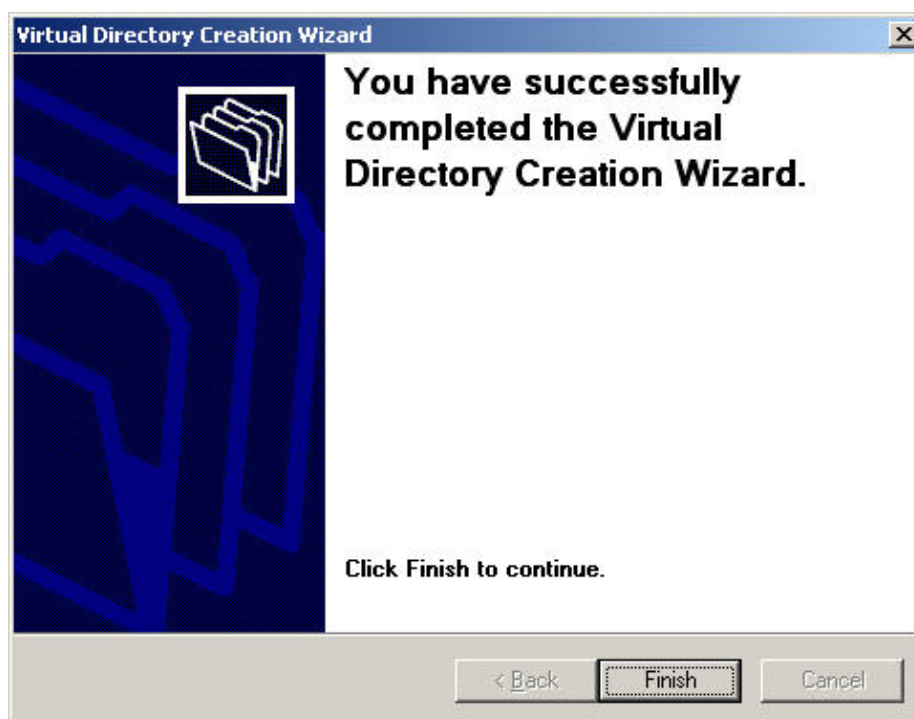 Virtual Directory Creation Wizard
You have successfully
completed the Virtual
Directory Creation Wizard.
Click Finish to continue.
< Back
Finish
Cancel